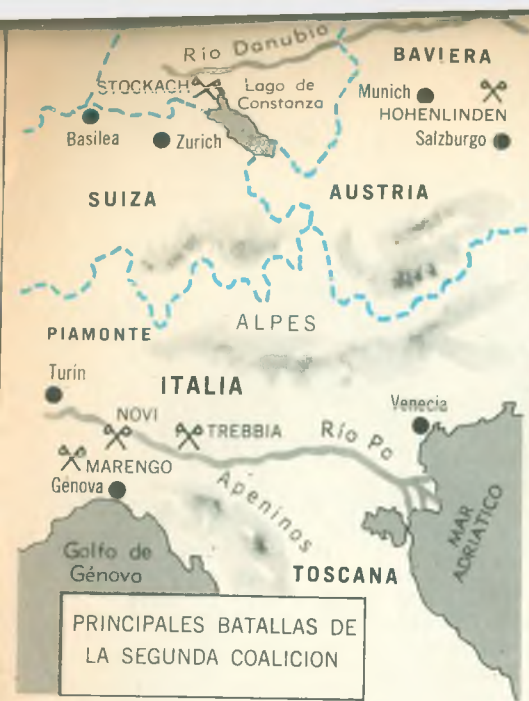 Río Danubio
BAVIERA
STOCKACH
Lago de
Constanza
Munich
HOHENLINDEN
Basilea
Zurich
Salzburgo
SUIZA
AUSTRIA
ALPES
PIAMONTE
Turín
ITALIA
Venecia
NOVI
TREBBIA
Río Po
MARENGO
Génova
Apeninos
MAR
ADRIATICO
Golfo de
Génova
TOSCANA
PRINCIPALES BATALLAS DE
LA SEGUNDA COALICION